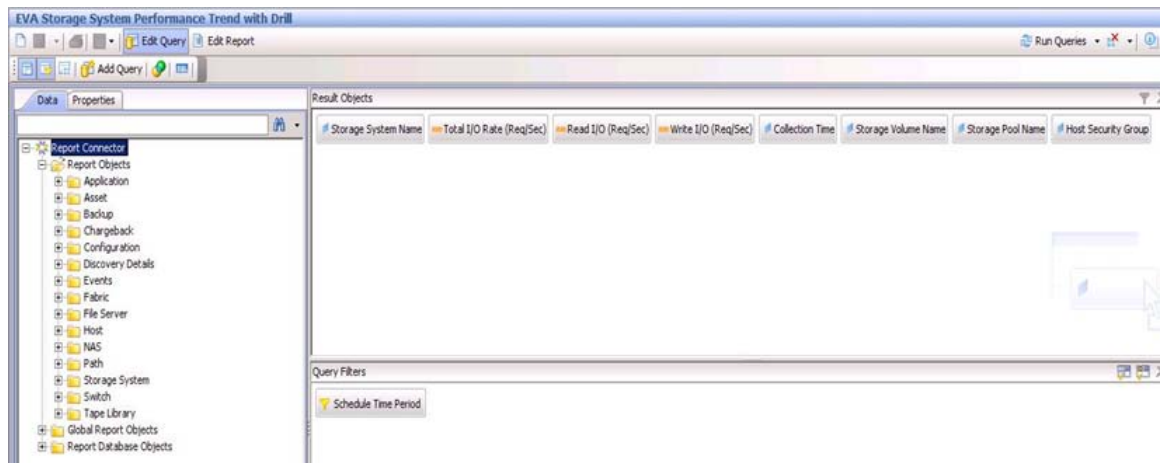 EVA Storage System Performance Trend with Drill
Edit Query Edit Report Run Queries
Add Query
Data Properties
Result Objects
Storage System Name Total I/O Rate (Req/Sec) Read I/O (Req/Sec) Write I/O (Req/Sec) Collection Time Storage Volume Name Storage Pool Name Host Security Group
Report Connector
Report Objects
Application
Asset
Backup
Chargeback
Configuration
Discovery Details
Events
Fabric
File Server
Host
NAS
Path
Storage System
Switch
Tape Library
Global Report Objects
Report Database Objects
Query Filters
Schedule Time Period